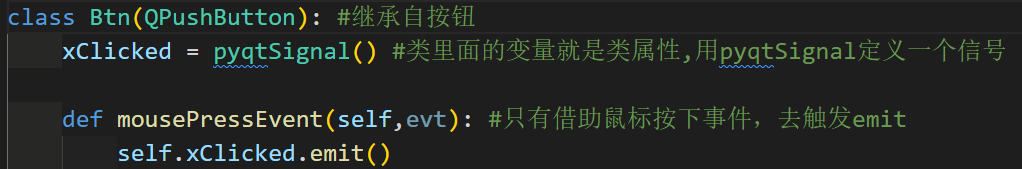 class Btn(QPushButton): #继承自按钮
xClicked = pyqtSignal() #类里面的变量就是类属性,用pyqtSignal定义一个信号
def mousePressEvent(self,evt): #只有借助鼠标按下事件，去触发emit
self.xClicked.emit()